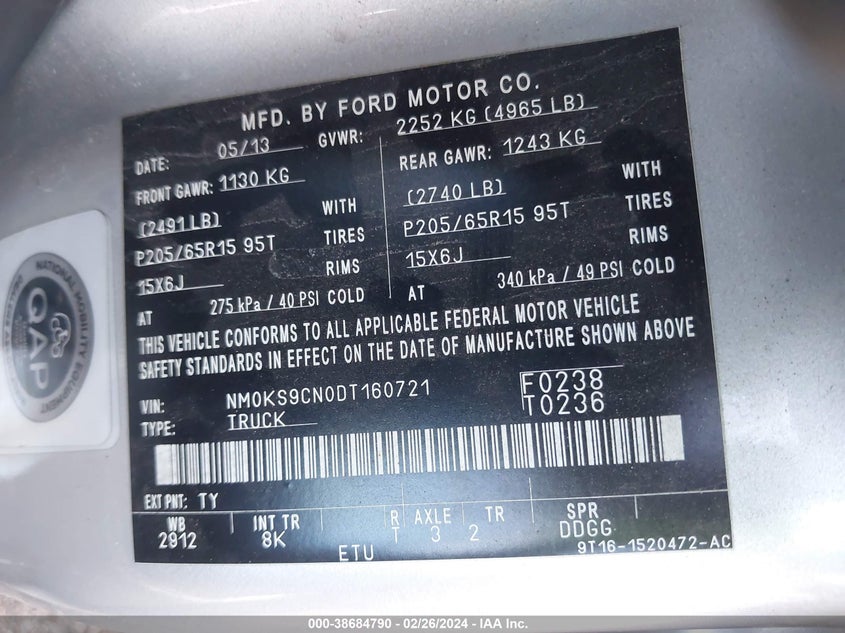 MFD. BY FORD MOTOR CO.
DATE: 05/13 GVWR: 2252 KG (4965 LB)
FRONT GAWR: 1130 KG REAR GAWR: 1243 KG
(2491 LB) WITH (2740 LB) WITH
P205/65R15 95T TIRES P205/65R15 95T TIRES
15X6J RIMS 15X6J RIMS
AT 275 kPa / 40 PSI COLD AT 340 kPa / 49 PSI COLD
THIS VEHICLE CONFORMS TO ALL APPLICABLE FEDERAL MOTOR VEHICLE
SAFETY STANDARDS IN EFFECT ON THE DATE OF MANUFACTURE SHOWN ABOVE
VIN: NM0KS9CN0DT160721 F0238
TYPE: TRUCK T0236
EXT PNT: TY
WB INT TR R AXLE TR SPR
2912 8K T 3 2 DDGG
ETU 9T16-1520472-AC
NATIONAL MOBILITY EQUIPMENT
QAP
000-38684790 - 02/26/2024 - IAA Inc.